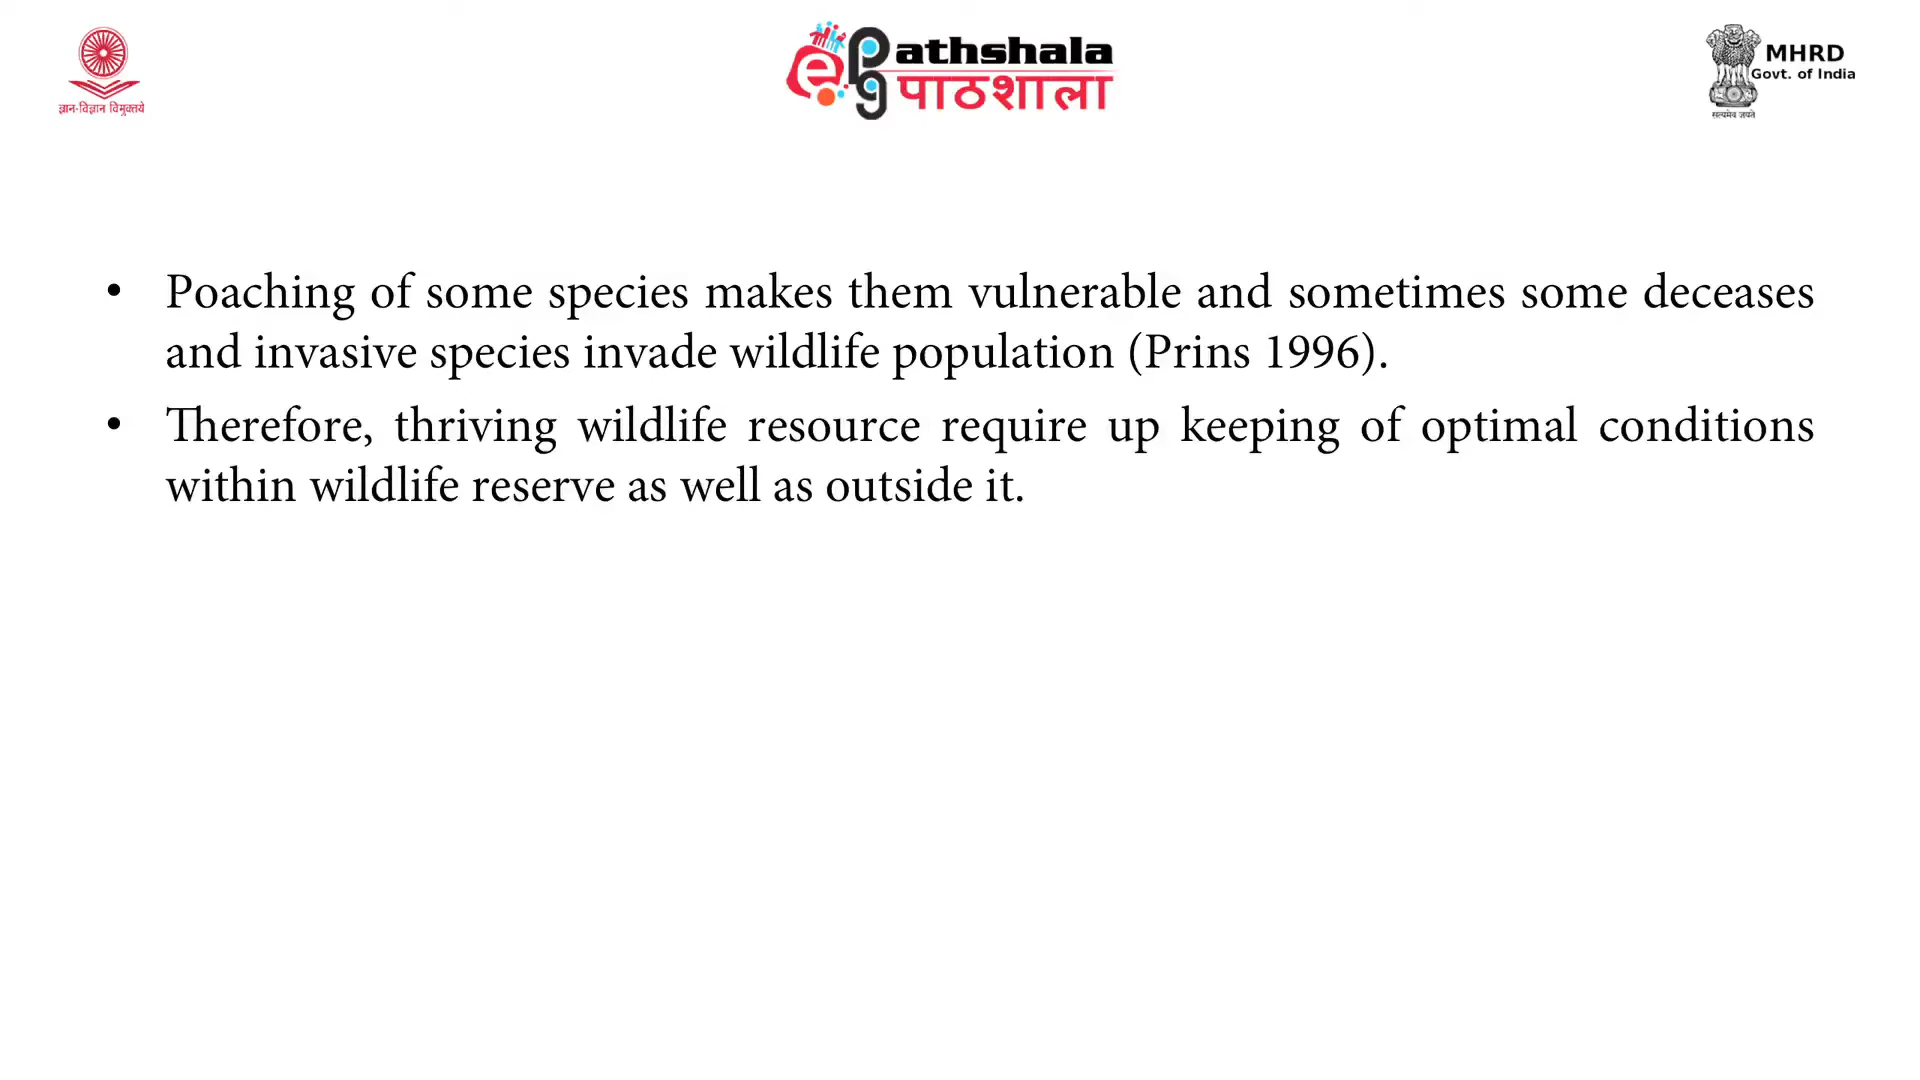 ज्ञान-विज्ञान विमुक्तये
ePG athshala
पाठशाला
MHRD
Govt. of India
सत्यमेव जयते
• Poaching of some species makes them vulnerable and sometimes some deceases
and invasive species invade wildlife population (Prins 1996).
• Therefore, thriving wildlife resource require up keeping of optimal conditions
within wildlife reserve as well as outside it.